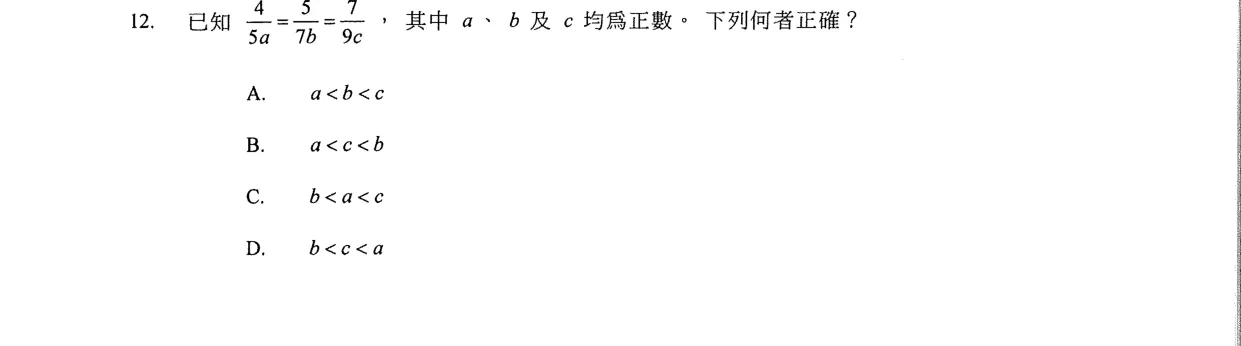 12. 已知 4/5a = 5/7b = 7/9c ， 其中 a 、 b 及 c 均爲正數。 下列何者正確？
A. a < b < c
B. a < c < b
C. b < a < c
D. b < c < a